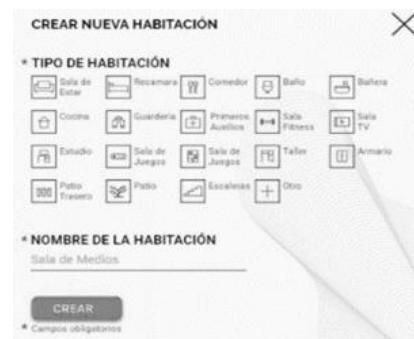 CREAR NUEVA HABITACIÓN
* TIPO DE HABITACIÓN
Sala de Estar
Recamara
Comedor
Baño
Bañera
Cocina
Guardería
Primeros Auxilios
Sala Fitness
Sala TV
Estudio
Sala de Juegos
Sala de Juegos
Taller
Armario
Patio Trasero
Patio
Escaleras
Otro
* NOMBRE DE LA HABITACIÓN
Sala de Medios
CREAR
* Campos obligatorios